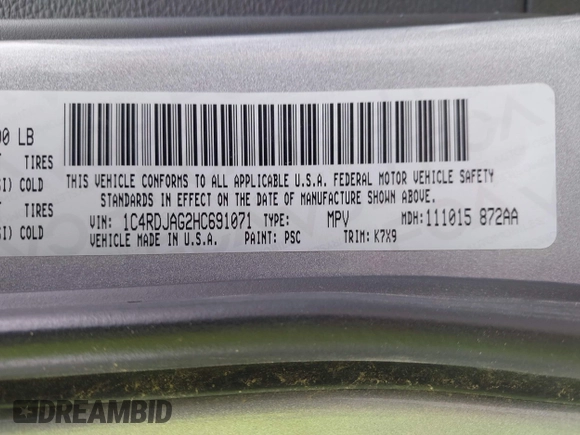 00 LB
TIRES
SI) COLD
TIRES
SI) COLD
THIS VEHICLE CONFORMS TO ALL APPLICABLE U.S.A. FEDERAL MOTOR VEHICLE SAFETY
STANDARDS IN EFFECT ON THE DATE OF MANUFACTURE SHOWN ABOVE.
VIN: 1C4RDJAG2HC691071 TYPE: MPV MDH:111015 872AA
VEHICLE MADE IN U.S.A. PAINT: PSC TRIM: K7X9
DREAMBID